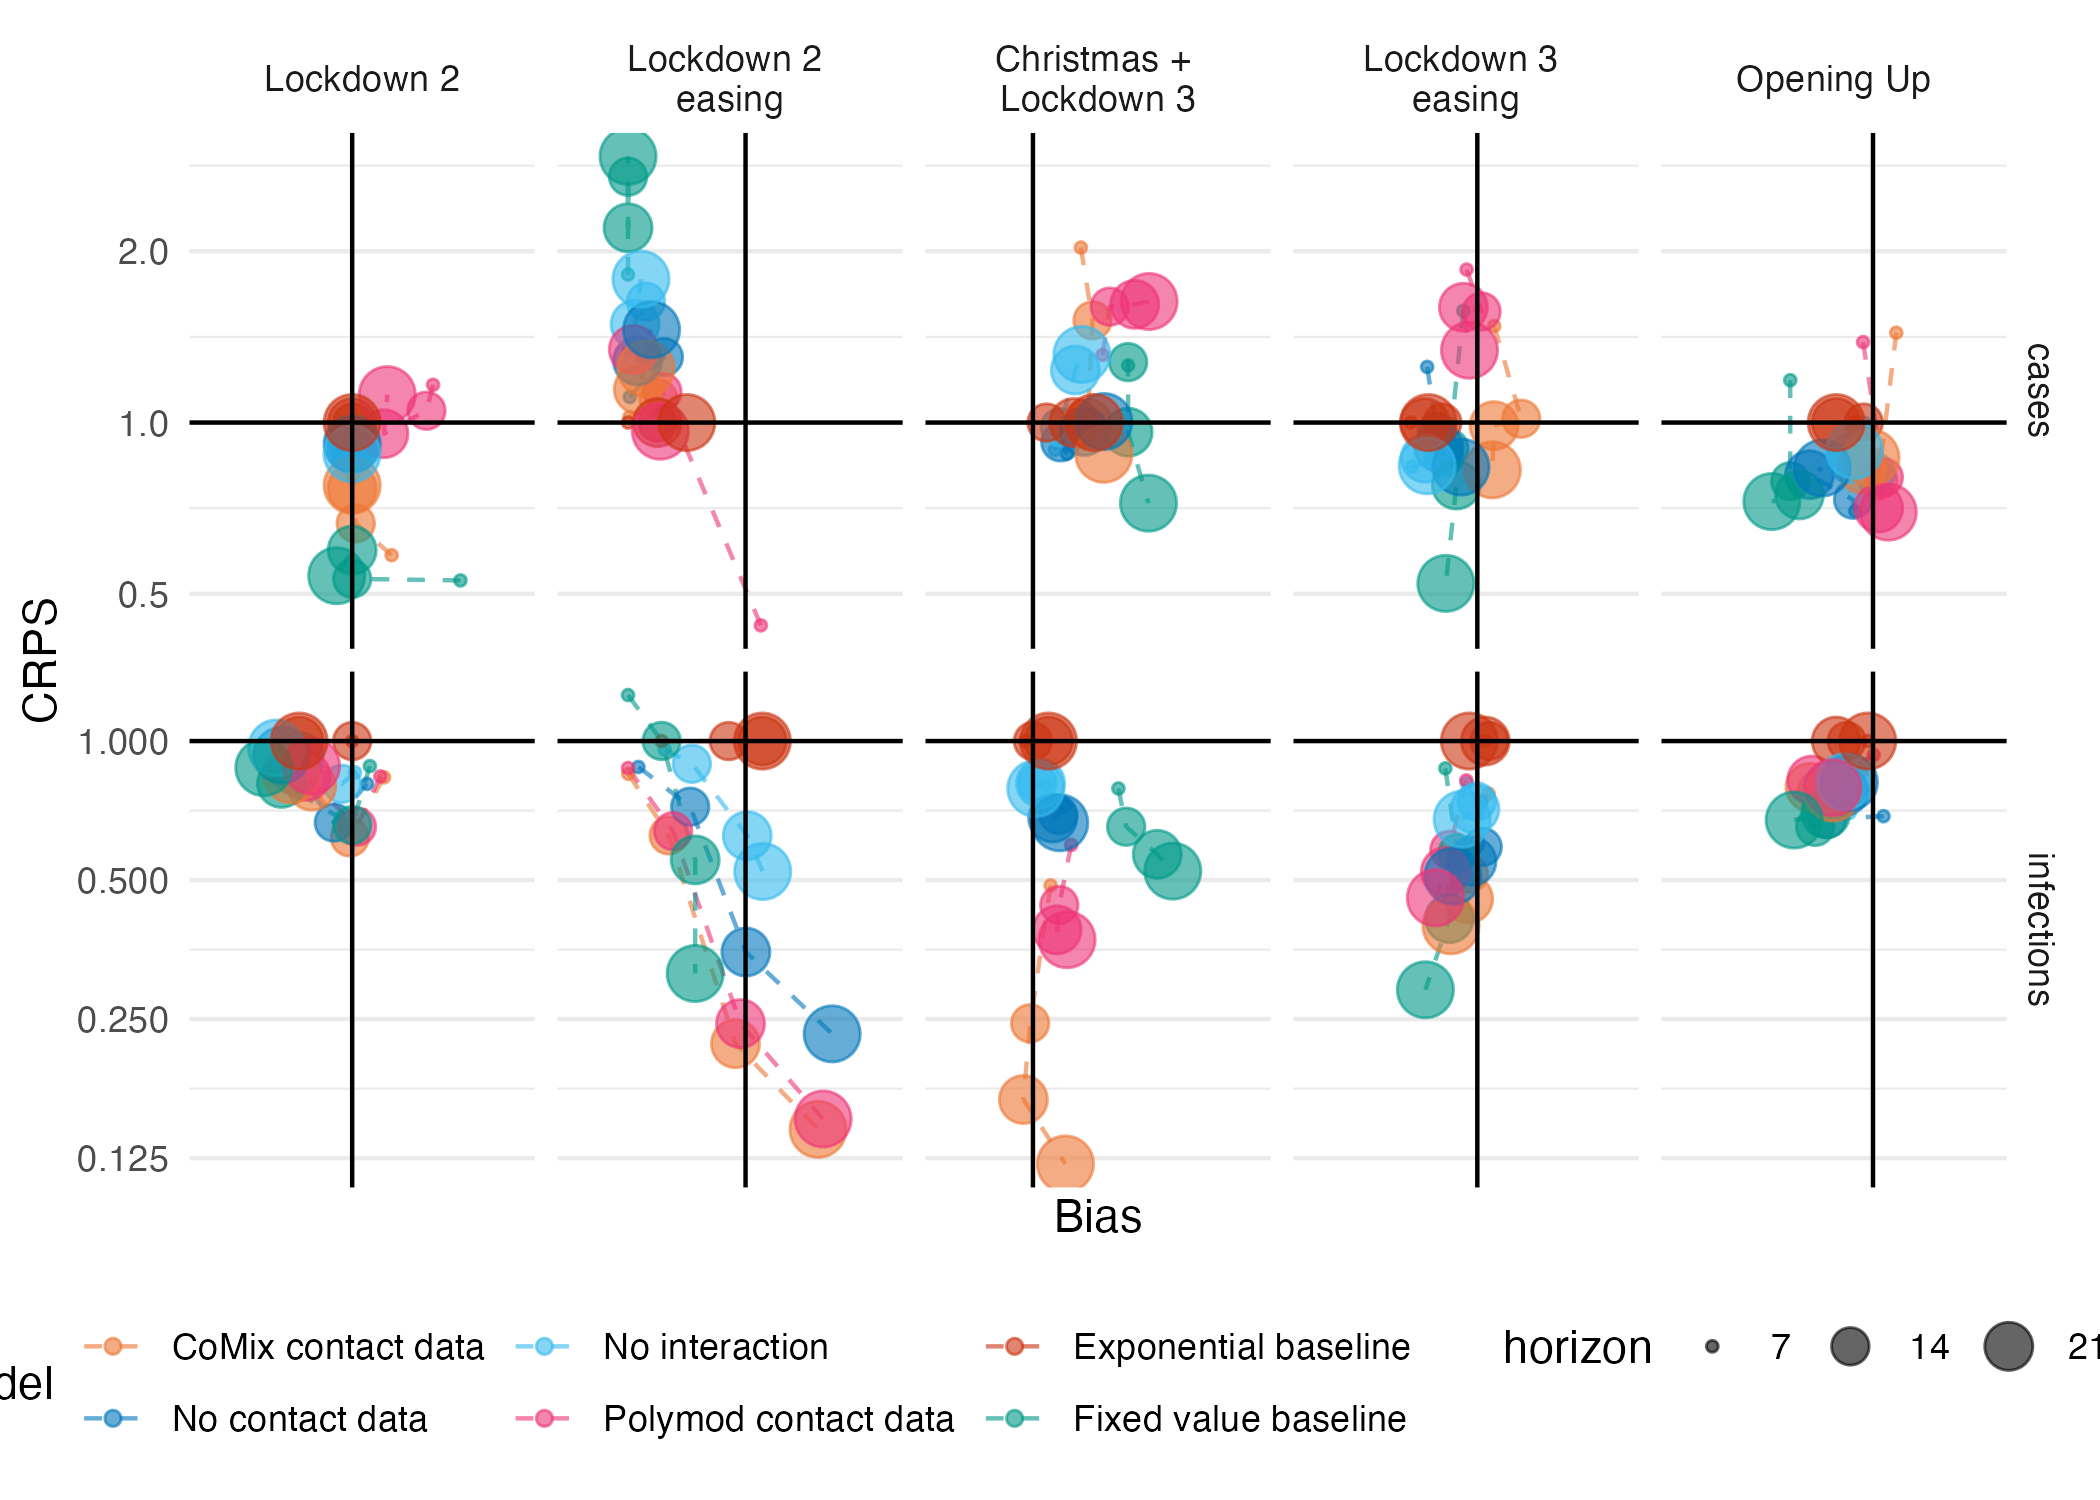 Lockdown 2
Lockdown 2
easing
Christmas +
Lockdown 3
Lockdown 3
easing
Opening Up
2.0
1.0
0.5
cases
CRPS
1.000
0.500
0.250
0.125
infections
Bias
del
CoMix contact data
No interaction
Exponential baseline
No contact data
Polymod contact data
Fixed value baseline
horizon
7
14
21